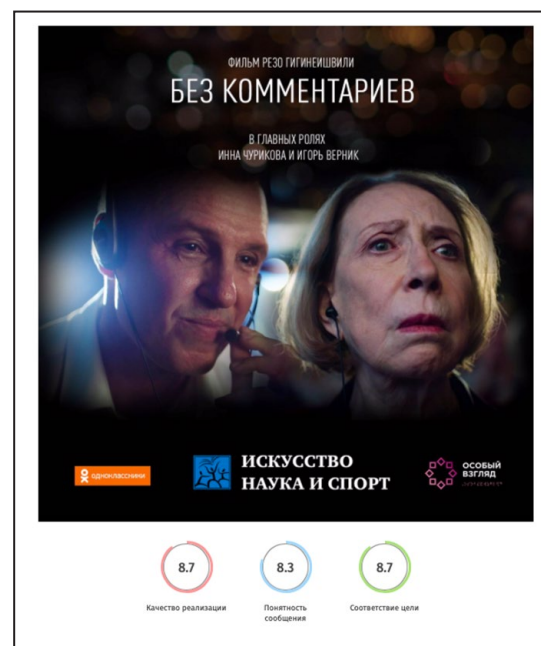 ФИЛЬМ РЕЗО ГИГИНЕИШВИЛИ
БЕЗ КОММЕНТАРИЕВ
В ГЛАВНЫХ РОЛЯХ
ИННА ЧУРИКОВА И ИГОРЬ ВЕРНИК
одноклассники
ИСКУССТВО
НАУКА И СПОРТ
ОСОБЫЙ
ВЗГЛЯД
8.7
8.3
8.7
Качество реализации
Понятность
сообщения
Соответствие цели